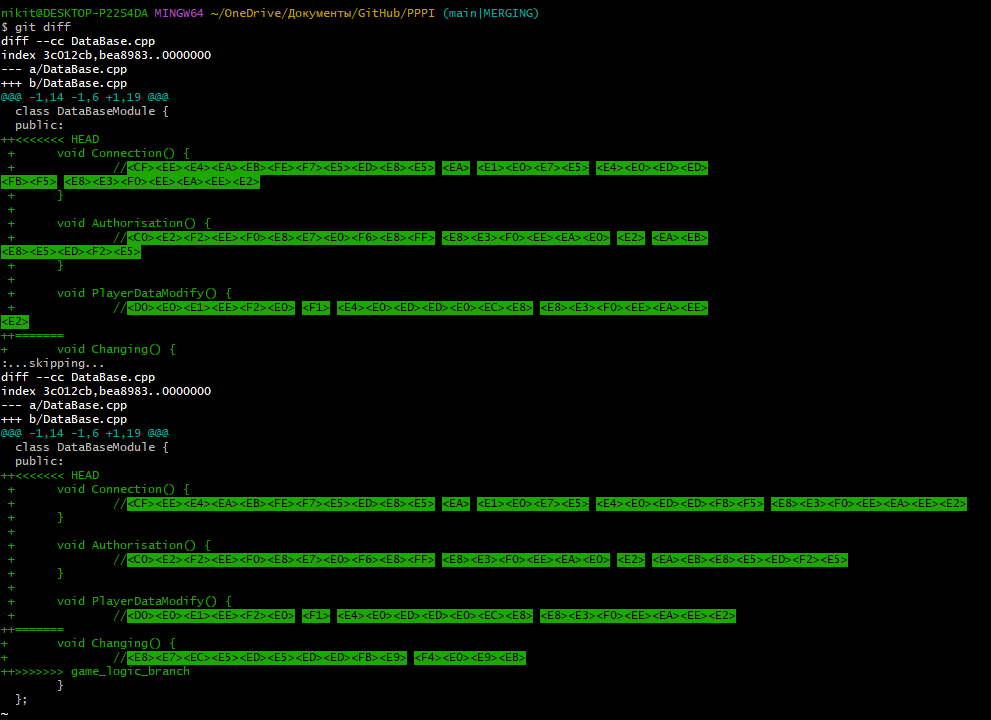 nikit@DESKTOP-P22S4DA MINGW64 ~/OneDrive/Документы/GitHub/PPPI (main|MERGING)
$ git diff
diff --cc DataBase.cpp
index 3c012cb,bea8983..0000000
--- a/DataBase.cpp
+++ b/DataBase.cpp
@@@ -1,14 -1,6 +1,19 @@@
  class DataBaseModule {
  public:
++<<<<<<< HEAD
 +      void Connection() {
 +              //<CF><EE><E4><EA><EB><FE><F7><E5><ED><E8><E5> <EA> <E1><E0><E7><E5> <E4><E0><ED><ED>
<FB><F5> <E8><E3><F0><EE><EA><EE><E2>
 +      }
 +
 +      void Authorisation() {
 +              //<C0><E2><F2><EE><F0><E8><E7><E0><F6><E8><FF> <E8><E3><F0><EE><EA><E0> <E2> <EA><EB>
<E8><E5><ED><F2><E5>
 +      }
 +
 +      void PlayerDataModify() {
 +              //<D0><E0><E1><EE><F2><E0> <F1> <E4><E0><ED><ED><E0><EC><E8> <E8><E3><F0><EE><EA><EE>
<E2>
++=======
+       void Changing() {
:...skipping...
diff --cc DataBase.cpp
index 3c012cb,bea8983..0000000
--- a/DataBase.cpp
+++ b/DataBase.cpp
@@@ -1,14 -1,6 +1,19 @@@
  class DataBaseModule {
  public:
++<<<<<<< HEAD
 +      void Connection() {
 +              //<CF><EE><E4><EA><EB><FE><F7><E5><ED><E8><E5> <EA> <E1><E0><E7><E5> <E4><E0><ED><ED><FB><F5> <E8><E3><F0><EE><EA><EE><E2>
 +      }
 +
 +      void Authorisation() {
 +              //<C0><E2><F2><EE><F0><E8><E7><E0><F6><E8><FF> <E8><E3><F0><EE><EA><E0> <E2> <EA><EB><E8><E5><ED><F2><E5>
 +      }
 +
 +      void PlayerDataModify() {
 +              //<D0><E0><E1><EE><F2><E0> <F1> <E4><E0><ED><ED><E0><EC><E8> <E8><E3><F0><EE><EA><EE><E2>
++=======
+       void Changing() {
+               //<E8><E7><EC><E5><ED><E5><ED><ED><FB><E9> <F4><E0><E9><EB>
++>>>>>>> game_logic_branch
        }
  };
~